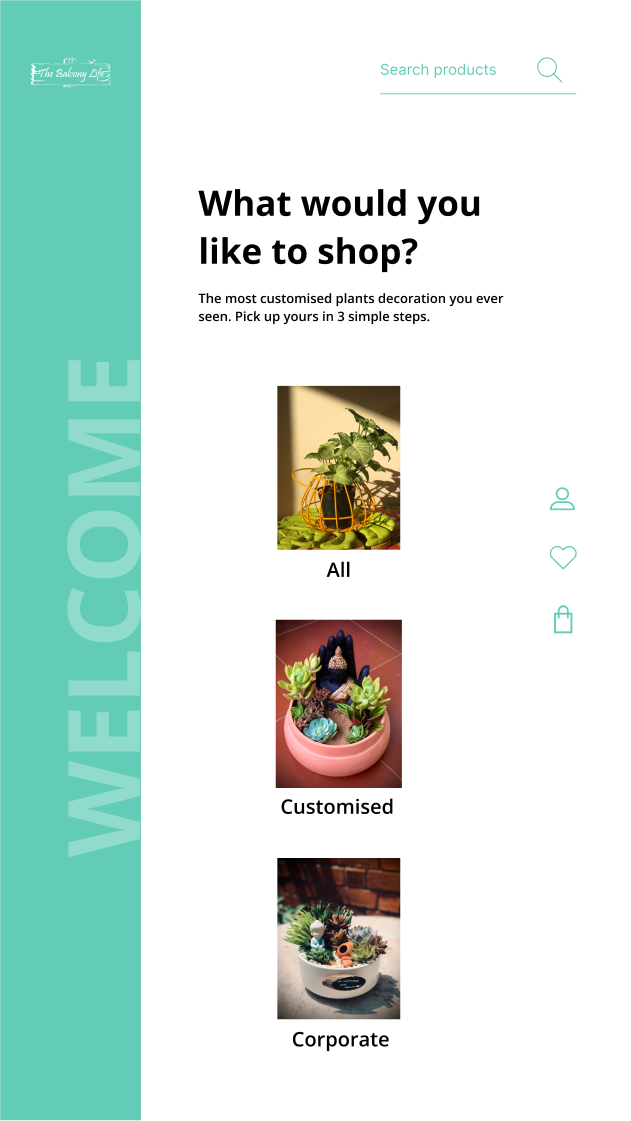 The Balcony Life
Search products
What would you
like to shop?
The most customised plants decoration you ever
seen. Pick up yours in 3 simple steps.
WELCOME
All
Customised
Corporate